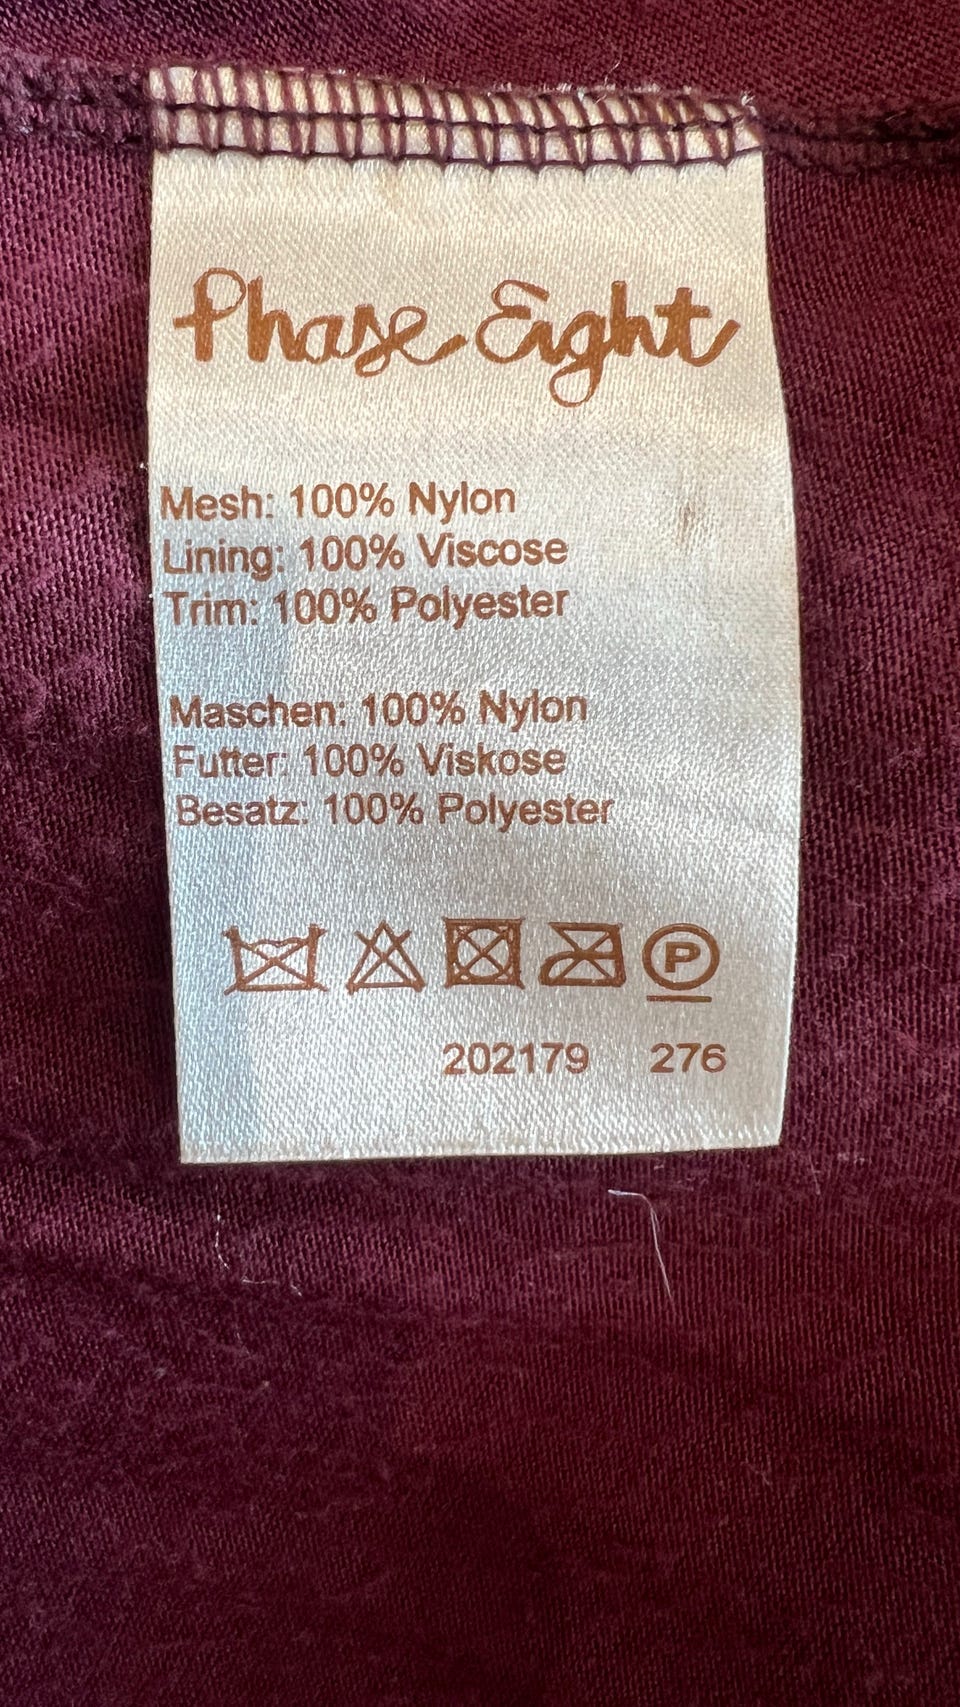 Phase Eight
Mesh: 100% Nylon
Lining: 100% Viscose
Trim: 100% Polyester
Maschen: 100% Nylon
Futter: 100% Viskose
Besatz: 100% Polyester
P
202179 276